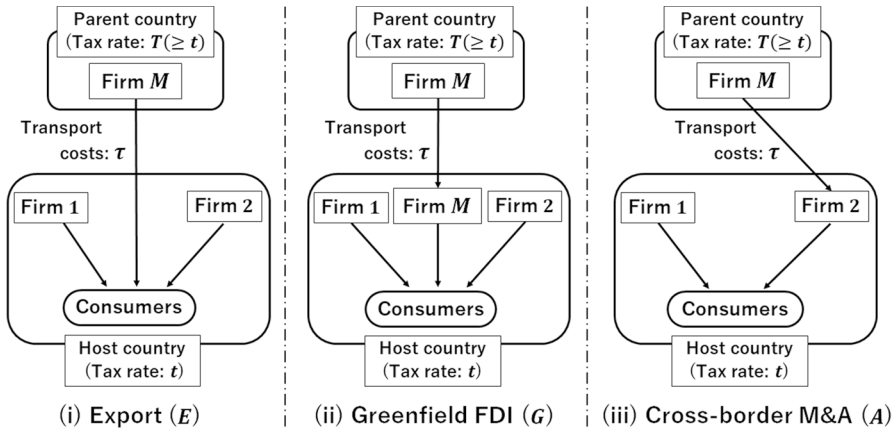 Parent country
(Tax rate: T(≥ t)
Firm M
Transport
costs: τ
Firm 1
Firm 2
Consumers
Host country
(Tax rate: t)
(i) Export (E)
Parent country
(Tax rate: T(≥ t)
Firm M
Transport
costs: τ
Firm 1
Firm M
Firm 2
Consumers
Host country
(Tax rate: t)
(ii) Greenfield FDI (G)
Parent country
(Tax rate: T(≥ t)
Firm M
Transport
costs: τ
Firm 1
Firm 2
Consumers
Host country
(Tax rate: t)
(iii) Cross-border M&A (A)